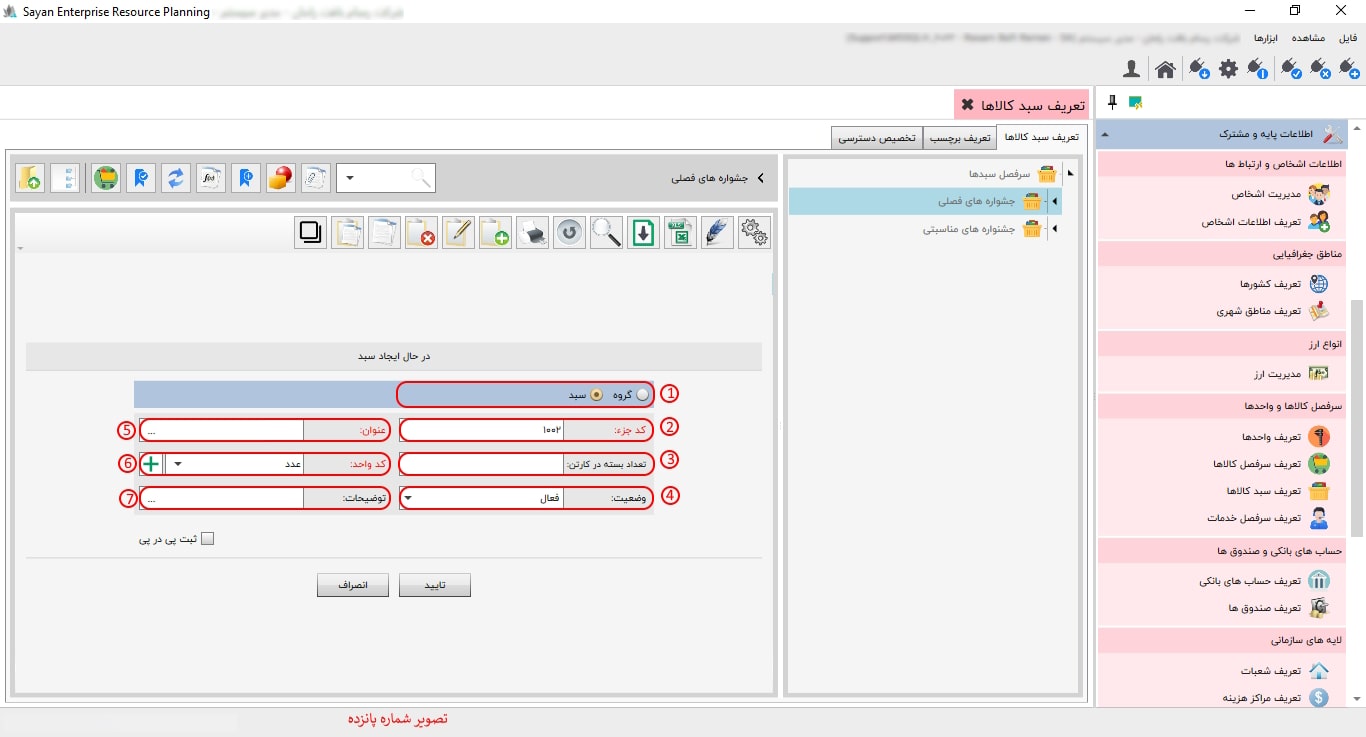 Sayan Enterprise Resource Planning
فایل مشاهده ابزارها
تعریف سبد کالاها
اطلاعات پایه و مشترک
اطلاعات اشخاص و ارتباط ها
مدیریت اشخاص
تعریف اطلاعات اشخاص
مناطق جغرافیایی
تعریف کشورها
تعریف مناطق شهری
انواع ارز
مدیریت ارز
سرفصل کالاها و واحدها
تعریف واحدها
تعریف سرفصل کالاها
تعریف سبد کالاها
تعریف سرفصل خدمات
حساب های بانکی و صندوق ها
تعریف حساب های بانکی
تعریف صندوق ها
لایه های سازمانی
تعریف شعبات
تعریف مراکز هزینه
تعریف سبد کالاها تعریف برچسب تخصیص دسترسی
سرفصل سبدها
جشواره های فصلی
جشنواره های مناسبتی
جشواره های فصلی
در حال ایجاد سبد
گروه سبد 1
2 کد جزء: ۱۰۰۲
عنوان: ... 5
3 تعداد بسته در کارتن:
کد واحد: عدد 6
4 وضعیت: فعال
توضیحات: ... 7
ثبت پی در پی
تایید انصراف
تصویر شماره پانزده